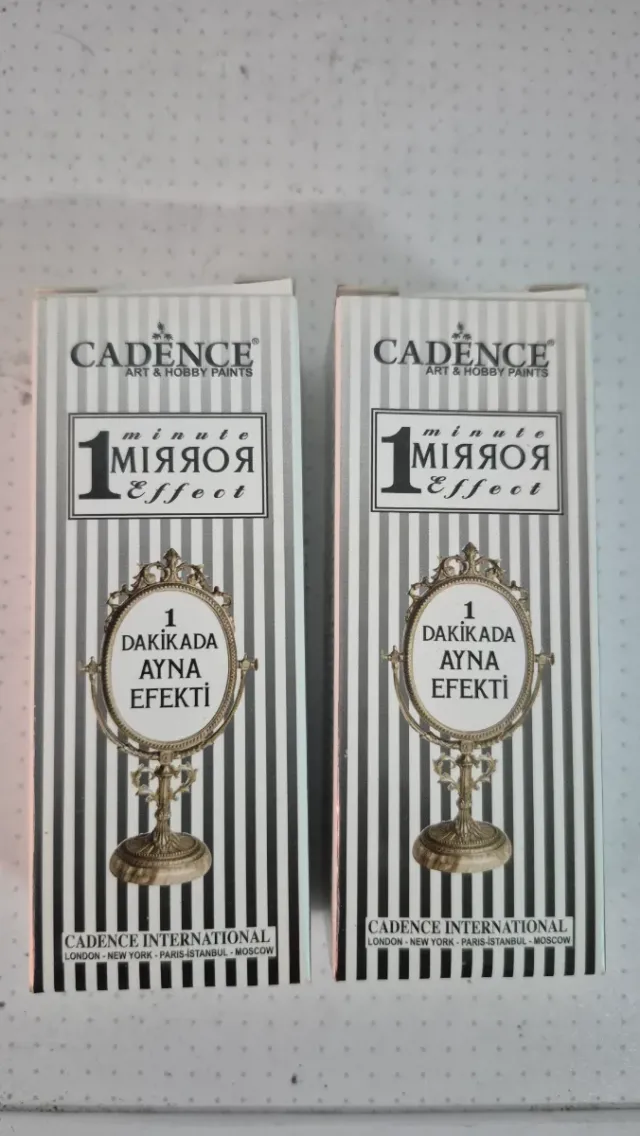 CADENCE®
ART & HOBBY PAINTS
1 minute
MIRROR
Effect
1
DAKİKADA
AYNA
EFEKTİ
CADENCE INTERNATIONAL
LONDON - NEW YORK - PARIS-İSTANBUL - MOSCOW
CADENCE®
ART & HOBBY PAINTS
1 minute
MIRROR
Effect
1
DAKİKADA
AYNA
EFEKTİ
CADENCE INTERNATIONAL
LONDON - NEW YORK - PARIS-İSTANBUL - MOSCOW